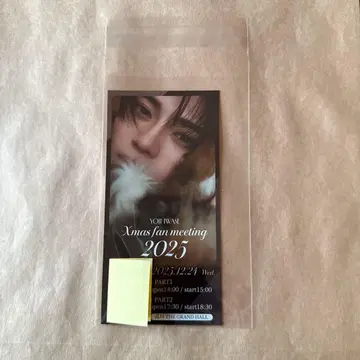 YOJI IWASE
Xmas fan meeting
2025
2025.12.24 Wed
PART1
open14:00 / start15:00
PART2
open17:30 / start18:30
THE GRAND HALL